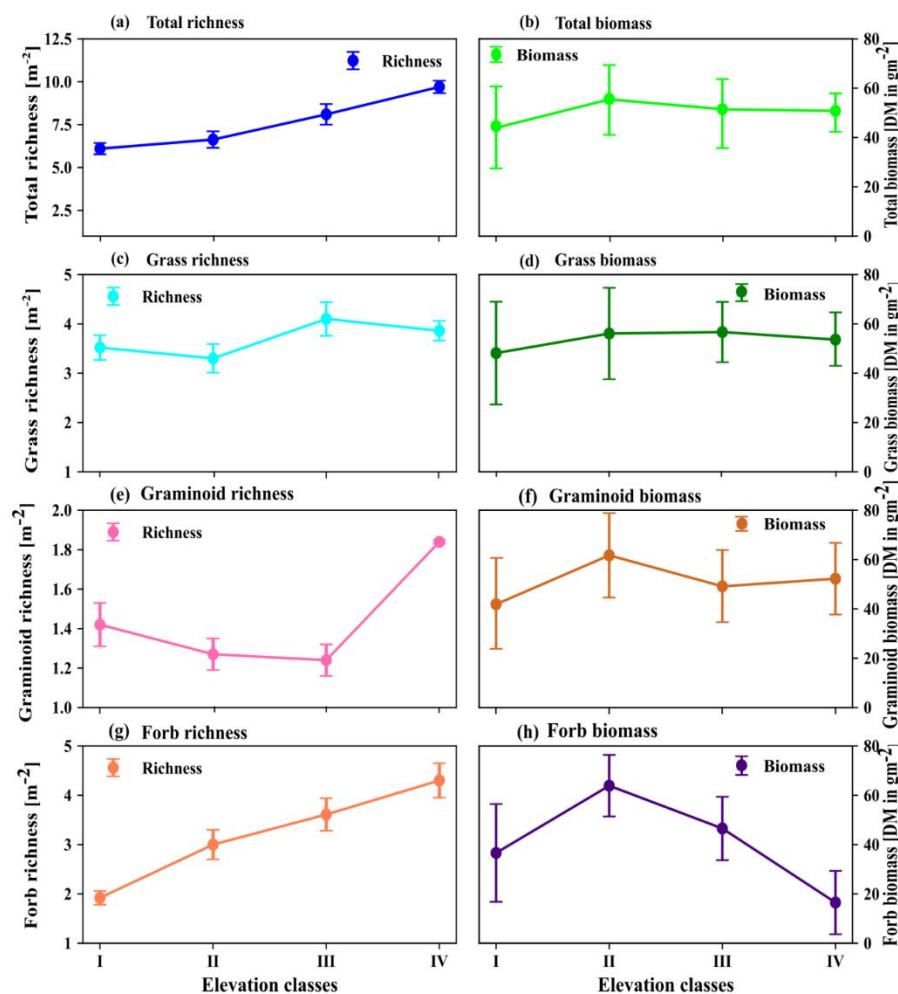 (a) Total richness
(b) Total biomass
Total richness [m⁻²]
12.5
10.0
7.5
5.0
2.5
Richness
Biomass
80
60
40
20
0
Total biomass [DM in gm⁻²]
(c) Grass richness
(d) Grass biomass
Grass richness [m⁻²]
5
4
3
2
1
Richness
Biomass
80
60
40
20
0
Grass biomass [DM in gm⁻²]
(e) Graminoid richness
(f) Graminoid biomass
Graminoid richness [m⁻²]
2.0
1.8
1.6
1.4
1.2
1.0
Richness
Biomass
80
60
40
20
0
Graminoid biomass [DM in gm⁻²]
(g) Forb richness
(h) Forb biomass
Forb richness [m⁻²]
5
4
3
2
1
Richness
Biomass
80
60
40
20
0
Forb biomass [DM in gm⁻²]
I II III IV
I II III IV
Elevation classes
Elevation classes